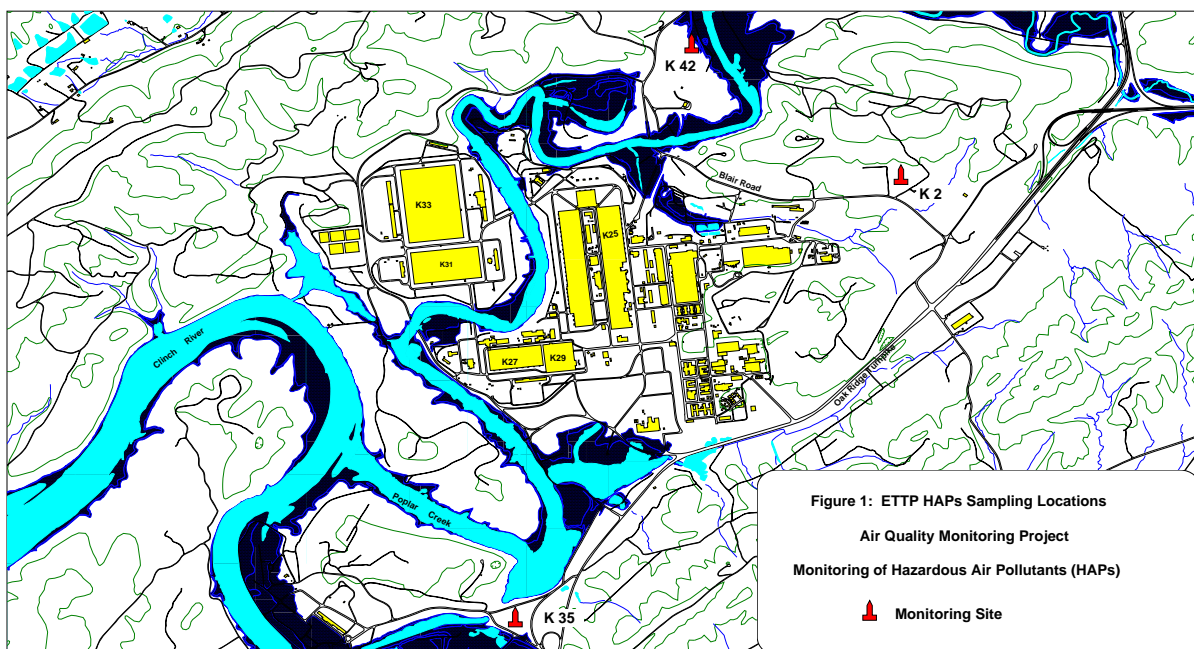 K 42
Blair Road
K 2
K33
K25
K31
Clinch River
K27
K29
Oak Ridge Turnpike
Poplar Creek
K 35
Figure 1: ETTP HAPs Sampling Locations
Air Quality Monitoring Project
Monitoring of Hazardous Air Pollutants (HAPs)
Monitoring Site